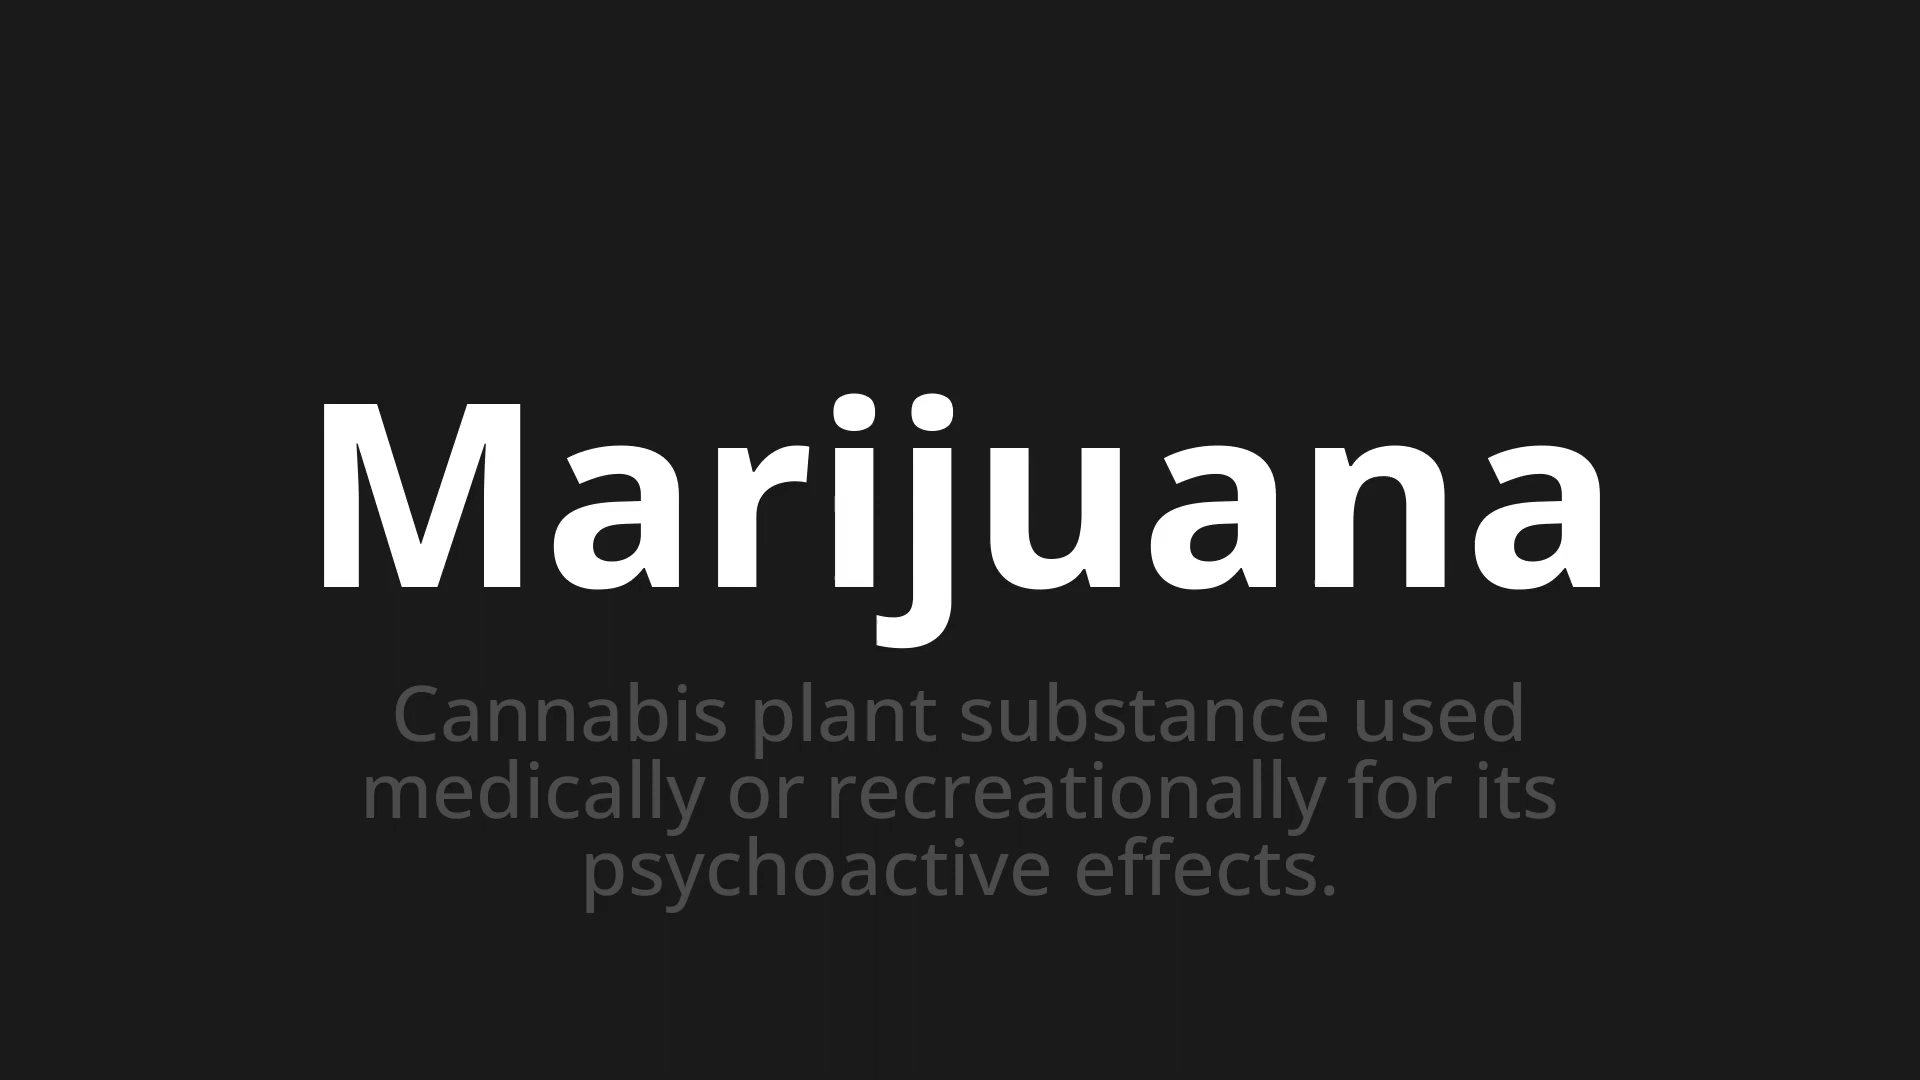 Marijuana
Cannabis plant substance used
medically or recreationally for its
psychoactive effects.